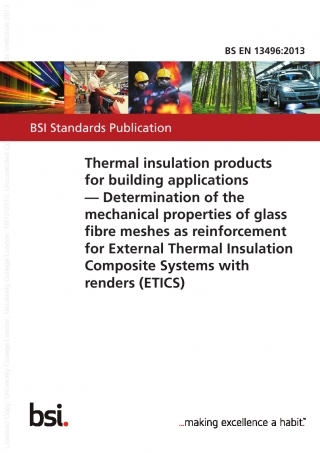 BS EN 13496:2013
BSI Standards Publication
Thermal insulation products
for building applications
— Determination of the
mechanical properties of glass
fibre meshes as reinforcement
for External Thermal Insulation
Composite Systems with
renders (ETICS)
bsi.
...making excellence a habit.™